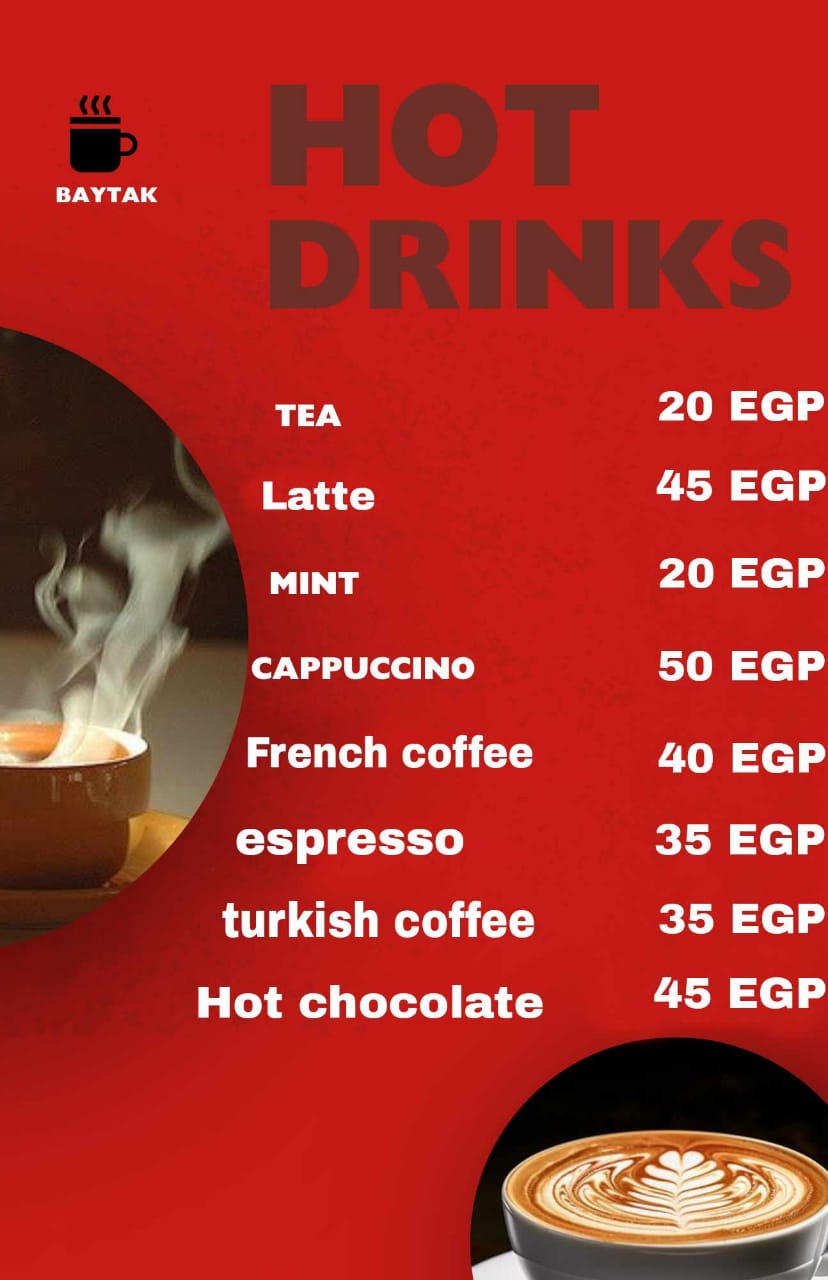 BAYTAK
HOT
DRINKS
TEA 20 EGP
Latte 45 EGP
MINT 20 EGP
CAPPUCCINO 50 EGP
French coffee 40 EGP
espresso 35 EGP
turkish coffee 35 EGP
Hot chocolate 45 EGP